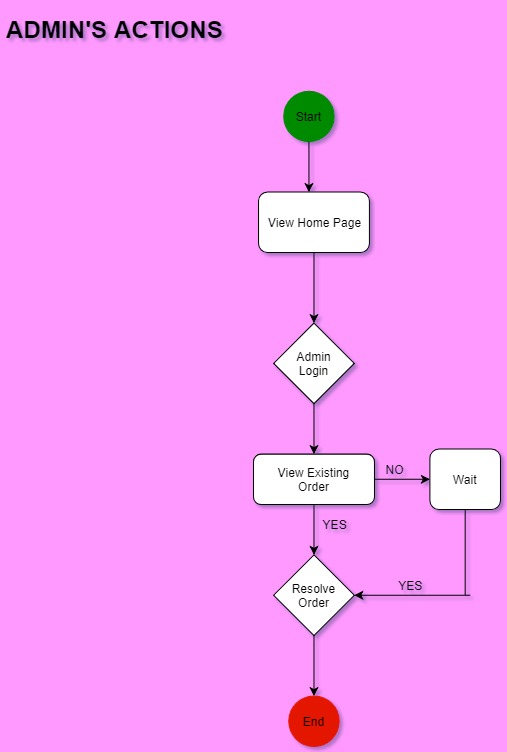 ADMIN'S ACTIONS
Start
View Home Page
Admin
Login
View Existing
Order
NO
Wait
YES
Resolve
Order
YES
End